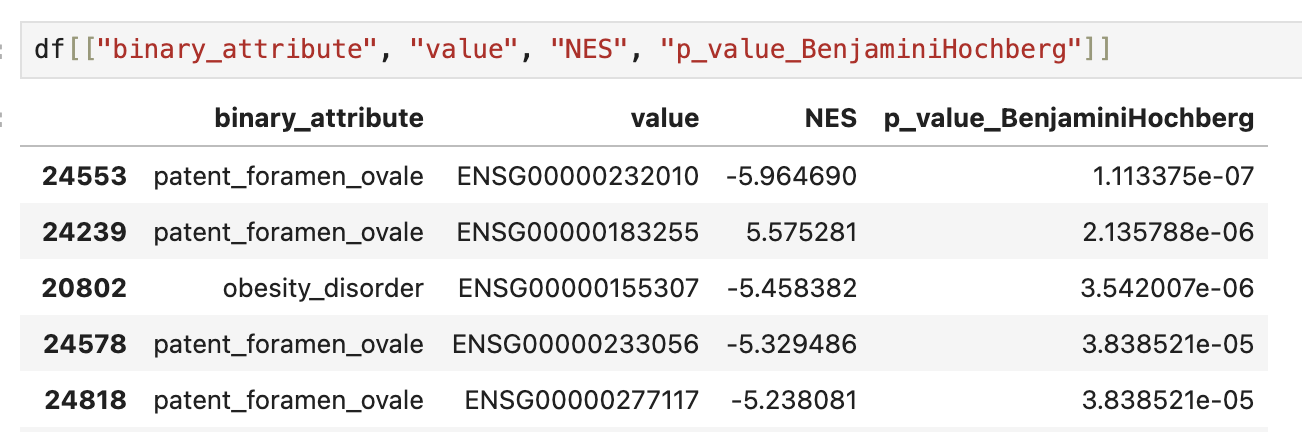 df[["binary_attribute", "value", "NES", "p_value_BenjaminiHochberg"]]
binary_attribute value NES p_value_BenjaminiHochberg
24553 patent_foramen_ovale ENSG00000232010 -5.964690 1.113375e-07
24239 patent_foramen_ovale ENSG00000183255 5.575281 2.135788e-06
20802 obesity_disorder ENSG00000155307 -5.458382 3.542007e-06
24578 patent_foramen_ovale ENSG00000233056 -5.329486 3.838521e-05
24818 patent_foramen_ovale ENSG00000277117 -5.238081 3.838521e-05